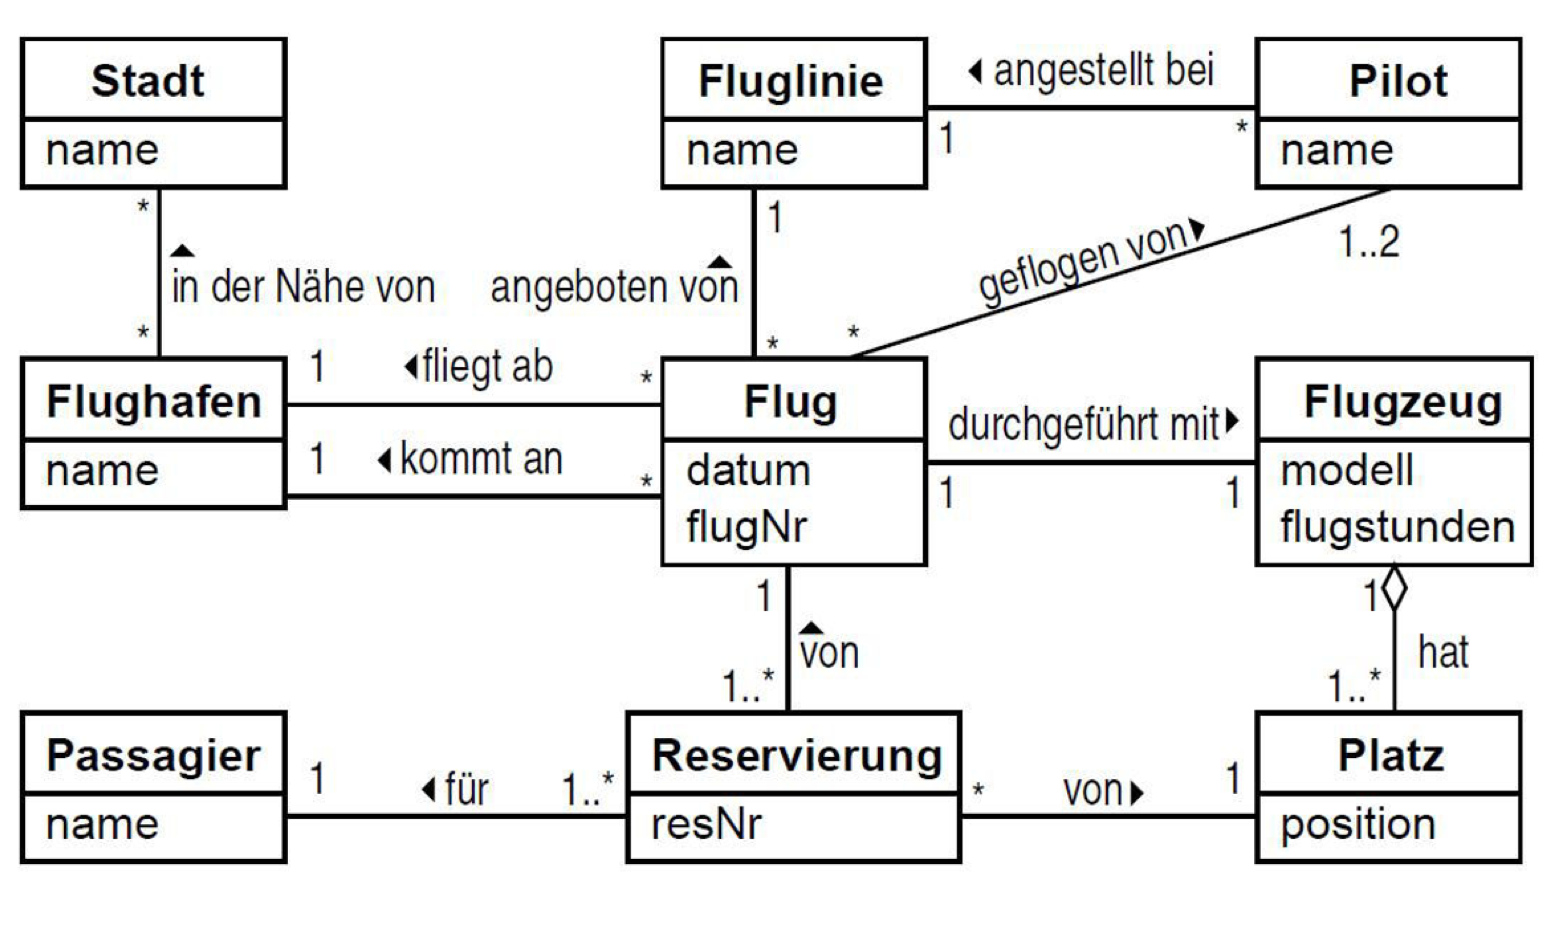 Stadt
name
Fluglinie
name
◀ angestellt bei
1
*
Pilot
name
*
▲
in der Nähe von
*
1
▲
angeboten von
*
geflogen von▶
*
1..2
Flughafen
name
1
◀fliegt ab
*
1
◀kommt an
*
Flug
datum
flugNr
durchgeführt mit▶
1
1
Flugzeug
modell
flugstunden
1
▲
von
1..*
1
hat
1..*
Passagier
name
1
◀für
1..*
Reservierung
resNr
*
von▶
1
Platz
position